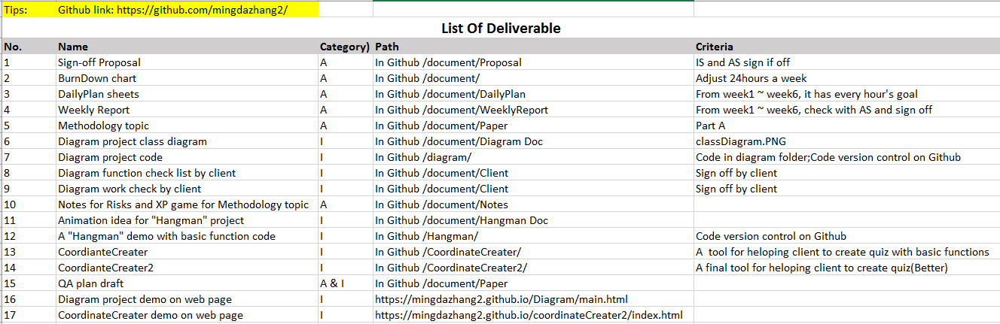 Tips: Github link: https://github.com/mingdazhang2/
List Of Deliverable
No. Name Category) Path Criteria
1 Sign-off Proposal A In Github /document/Proposal IS and AS sign if off
2 BurnDown chart A In Github /document/ Adjust 24hours a week
3 DailyPlan sheets A In Github /document/DailyPlan From week1 ~ week6, it has every hour's goal
4 Weekly Report A In Github /document/WeeklyReport From week1 ~ week6, check with AS and sign off
5 Methodology topic A In Github /document/Paper Part A
6 Diagram project class diagram I In Github /document/Diagram Doc classDiagram.PNG
7 Diagram project code I In Github /diagram/ Code in diagram folder;Code version control on Github
8 Diagram function check list by client I In Github /document/Client Sign off by client
9 Diagram work check by client I In Github /document/Client Sign off by client
10 Notes for Risks and XP game for Methodology topic A In Github /document/Notes
11 Animation idea for "Hangman" project I In Github /document/Hangman Doc
12 A "Hangman" demo with basic function code I In Github /Hangman/ Code version control on Github
13 CoordianteCreater I In Github /CoordinateCreater/ A  tool for heloping client to create quiz with basic functions
14 CoordianteCreater2 I In Github /CoordinateCreater2/ A final tool for heloping client to create quiz(Better)
15 QA plan draft A & I In Github /document/Paper
16 Diagram project demo on web page I https://mingdazhang2.github.io/Diagram/main.html
17 CoordinateCreater demo on web page I https://mingdazhang2.github.io/coordinateCreater2/index.html